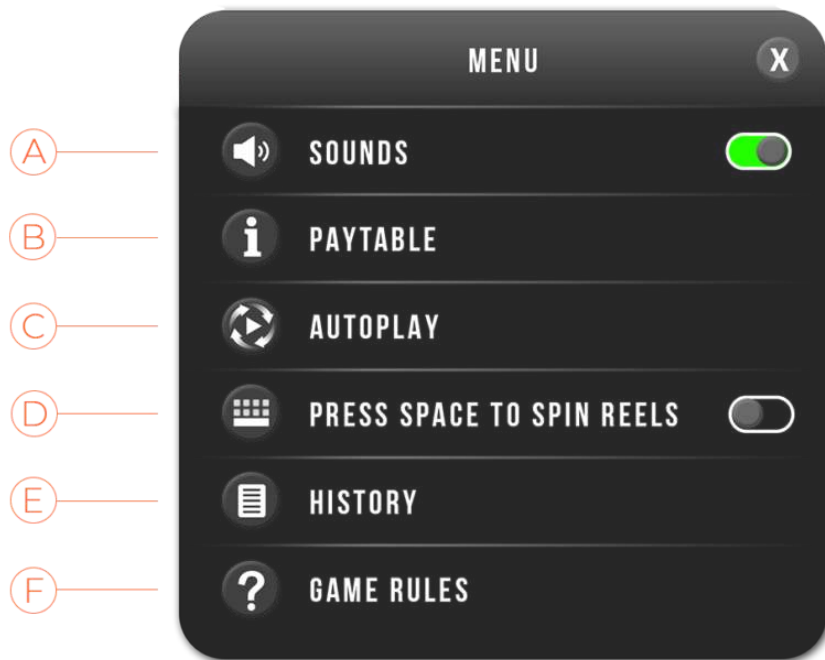 MENU X
A SOUNDS
B PAYTABLE
C AUTOPLAY
D PRESS SPACE TO SPIN REELS
E HISTORY
F GAME RULES